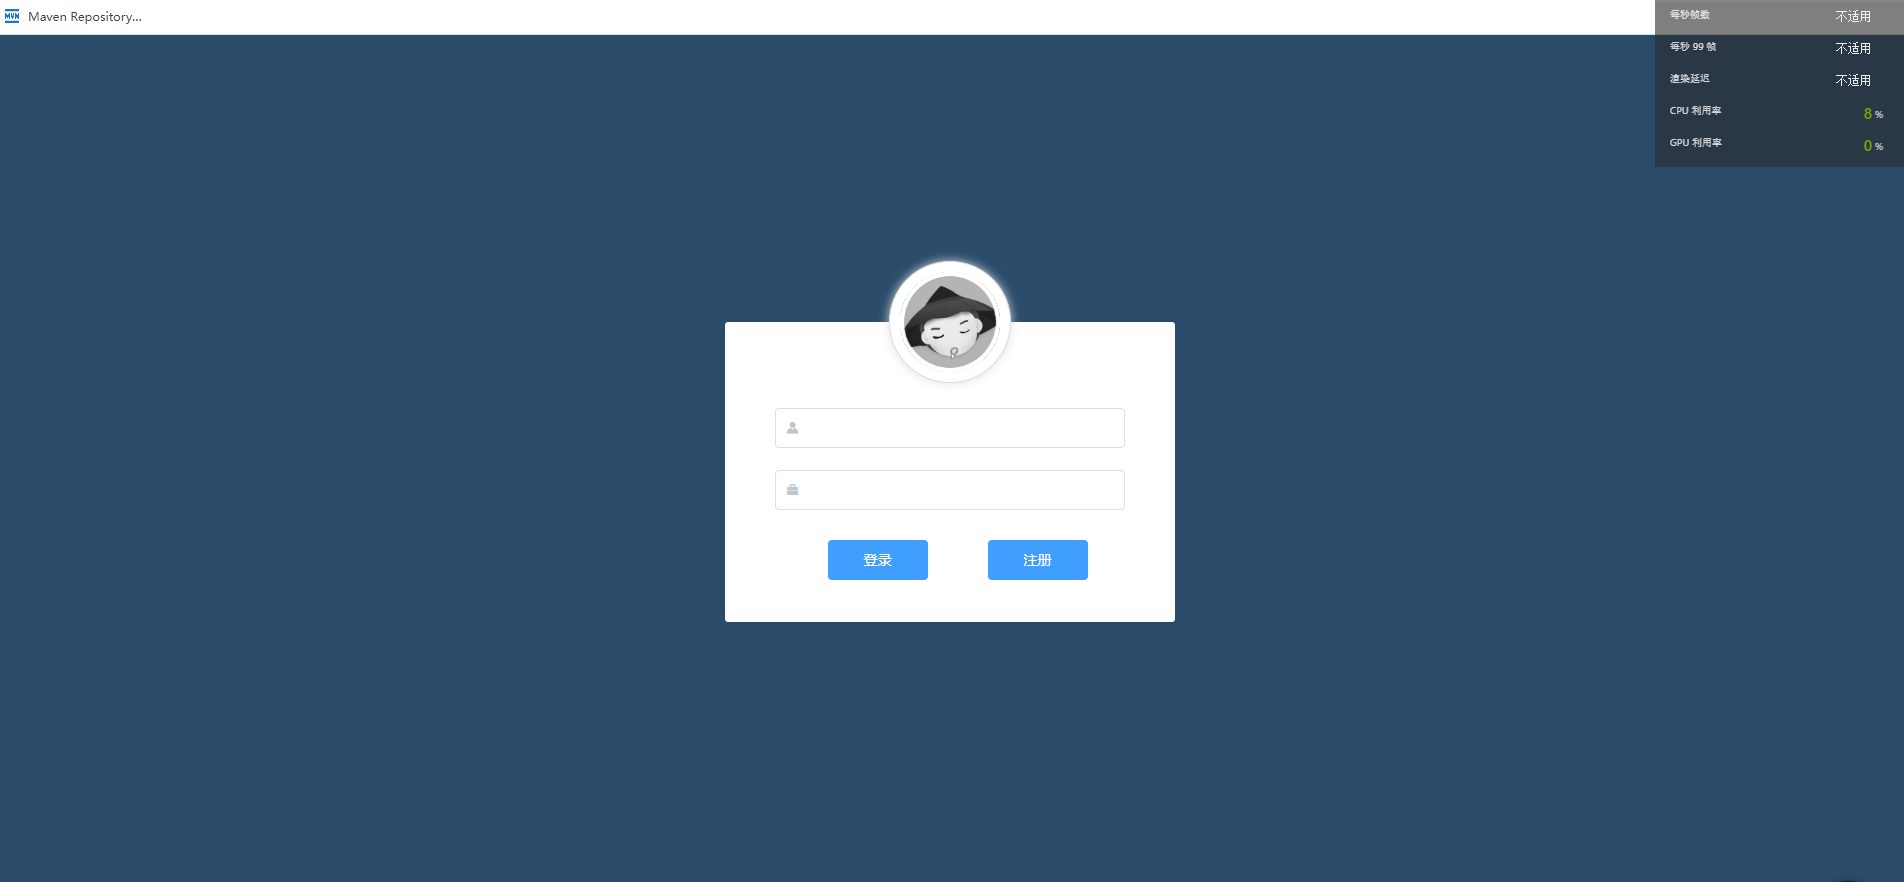 MVN Maven Repository...
每秒帧数 不适用
每秒 99 帧 不适用
渲染延迟 不适用
CPU 利用率 8 %
GPU 利用率 0 %
登录 注册